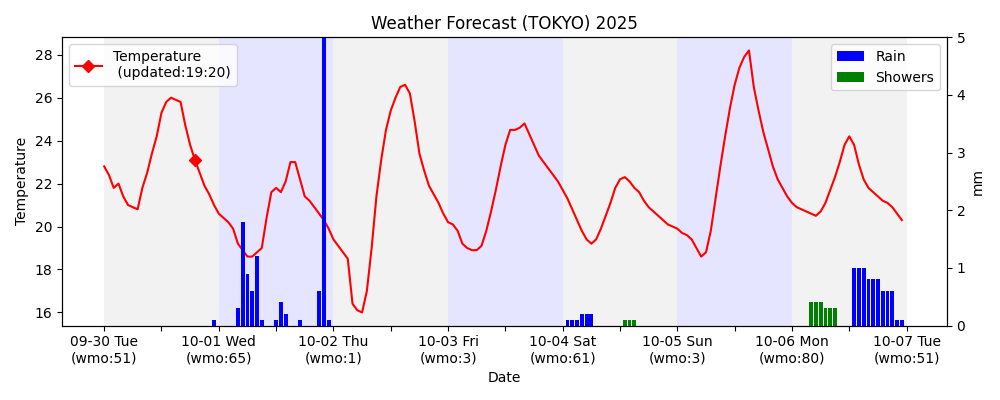 Weather Forecast (TOKYO) 2025
Temperature
(updated:19:20)
Rain
Showers
28
26
24
22
20
18
16
Temperature
5
4
3
2
1
0
mm
09-30 Tue
(wmo:51)
10-01 Wed
(wmo:65)
10-02 Thu
(wmo:1)
10-03 Fri
(wmo:3)
10-04 Sat
(wmo:61)
10-05 Sun
(wmo:3)
10-06 Mon
(wmo:80)
10-07 Tue
(wmo:51)
Date